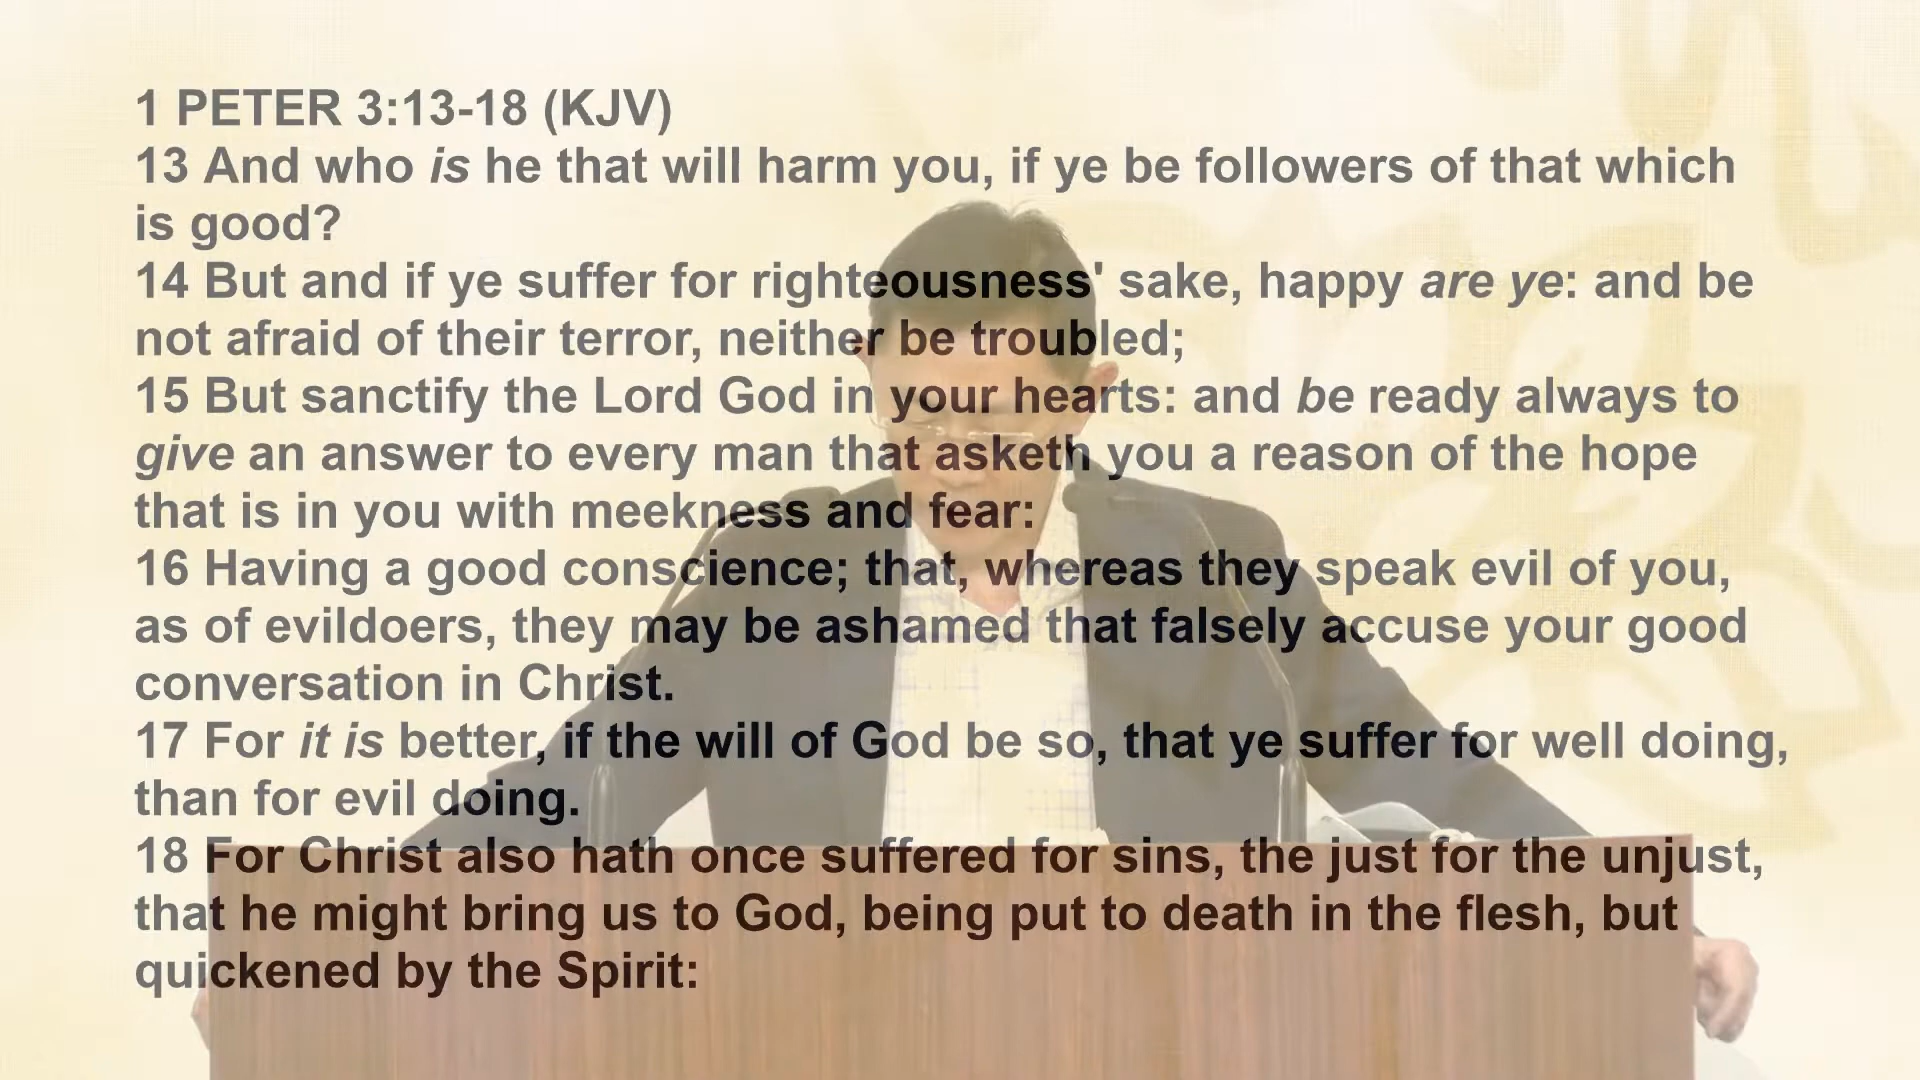 1 PETER 3:13-18 (KJV)
13 And who is he that will harm you, if ye be followers of that which
is good?
14 But and if ye suffer for righteousness' sake, happy are ye: and be
not afraid of their terror, neither be troubled;
15 But sanctify the Lord God in your hearts: and be ready always to
give an answer to every man that asketh you a reason of the hope
that is in you with meekness and fear:
16 Having a good conscience; that, whereas they speak evil of you,
as of evildoers, they may be ashamed that falsely accuse your good
conversation in Christ.
17 For it is better, if the will of God be so, that ye suffer for well doing,
than for evil doing.
18 For Christ also hath once suffered for sins, the just for the unjust,
that he might bring us to God, being put to death in the flesh, but
quickened by the Spirit: